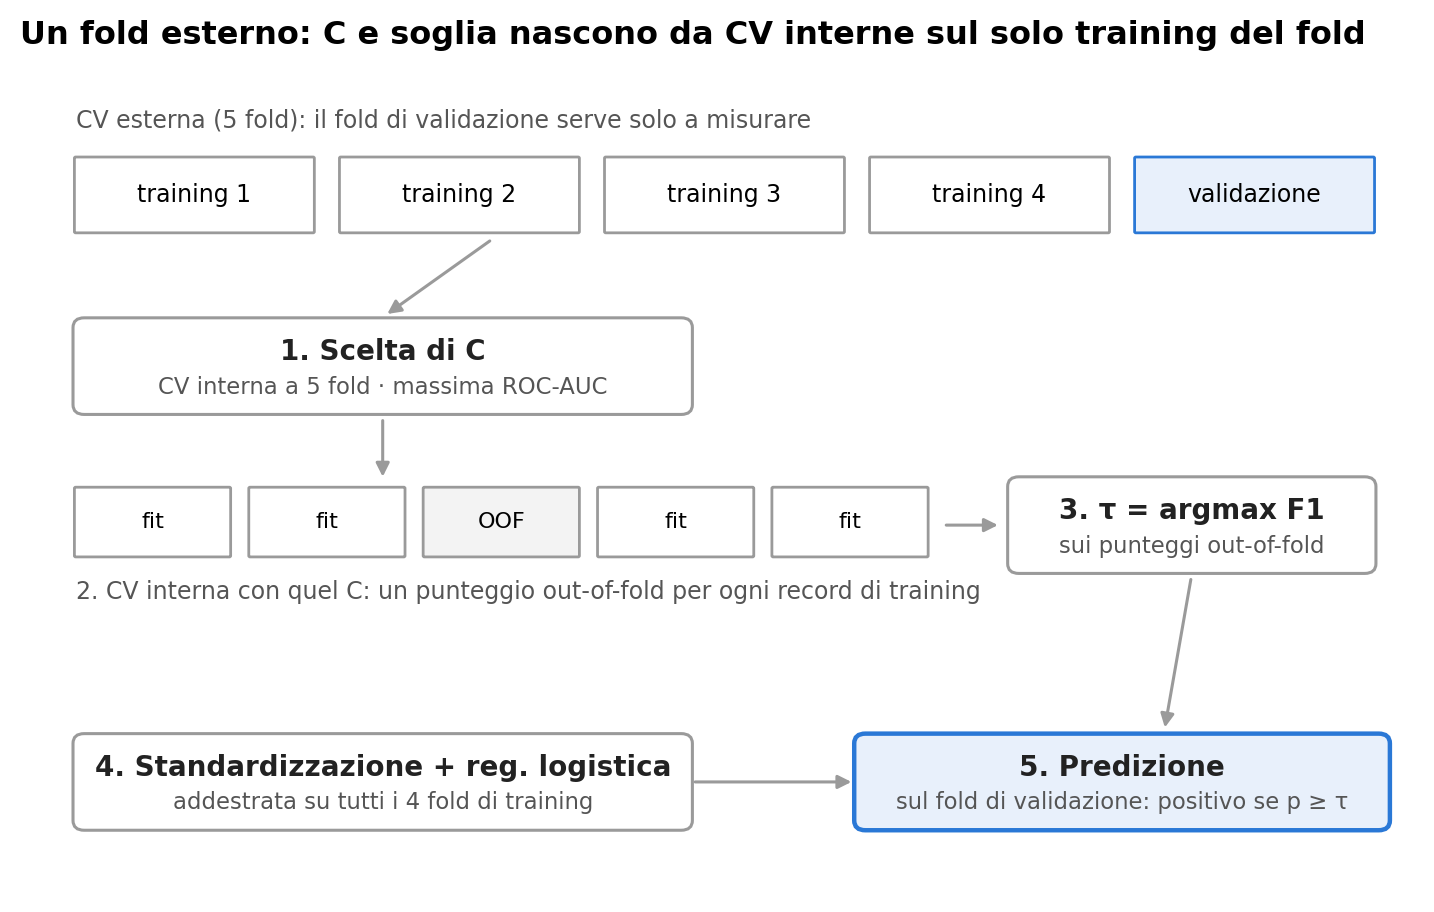 Un fold esterno: C e soglia nascono da CV interne sul solo training del fold
CV esterna (5 fold): il fold di validazione serve solo a misurare
training 1
training 2
training 3
training 4
validazione
1. Scelta di C
CV interna a 5 fold · massima ROC-AUC
fit
fit
OOF
fit
fit
3. τ = argmax F1
sui punteggi out-of-fold
2. CV interna con quel C: un punteggio out-of-fold per ogni record di training
4. Standardizzazione + reg. logistica
addestrata su tutti i 4 fold di training
5. Predizione
sul fold di validazione: positivo se p ≥ τ